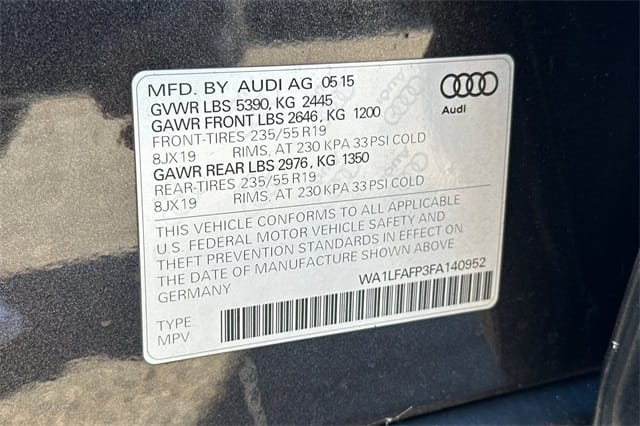 MFD. BY AUDI AG 05 15
GVWR LBS 5390, KG 2445
GAWR FRONT LBS 2646, KG 1200
FRONT-TIRES 235/55 R19
8JX19 RIMS, AT 230 KPA 33 PSI COLD
GAWR REAR LBS 2976, KG 1350
REAR-TIRES 235/55 R19
8JX19 RIMS, AT 230 KPA 33 PSI COLD
Audi
THIS VEHICLE CONFORMS TO ALL APPLICABLE
U.S. FEDERAL MOTOR VEHICLE SAFETY AND
THEFT PREVENTION STANDARDS IN EFFECT ON
THE DATE OF MANUFACTURE SHOWN ABOVE
GERMANY
WA1LFAFP3FA140952
TYPE:
MPV